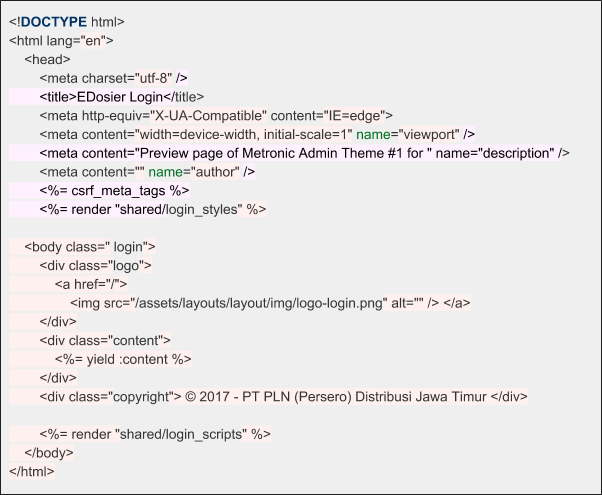 <!DOCTYPE html>
<html lang="en">
<head>
<meta charset="utf-8" />
<title>EDosier Login</title>
<meta http-equiv="X-UA-Compatible" content="IE=edge">
<meta content="width=device-width, initial-scale=1" name="viewport" />
<meta content="Preview page of Metronic Admin Theme #1 for " name="description" />
<meta content="" name="author" />
<%= csrf_meta_tags %>
<%= render "shared/login_styles" %>
<body class=" login">
<div class="logo">
<a href="/">
<img src="/assets/layouts/layout/img/logo-login.png" alt="" /> </a>
</div>
<div class="content">
<%= yield :content %>
</div>
<div class="copyright"> © 2017 - PT PLN (Persero) Distribusi Jawa Timur </div>
<%= render "shared/login_scripts" %>
</body>
</html>